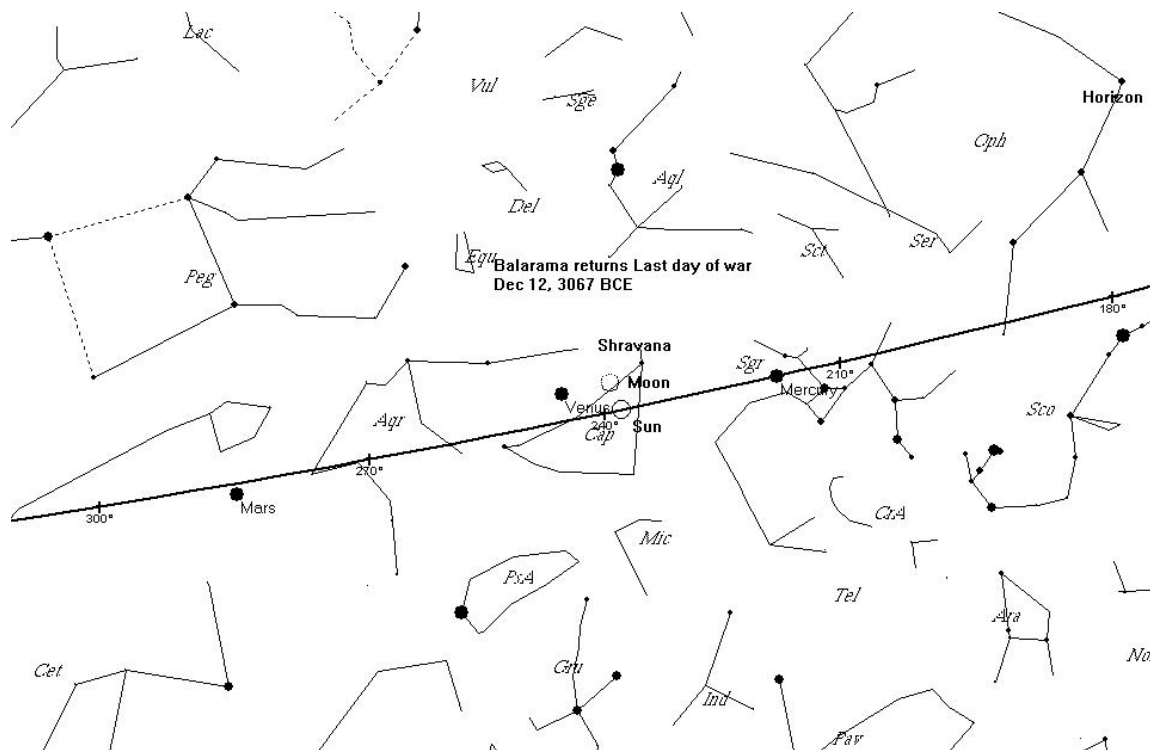 Lac
Vul
Sge
Horizon
Oph
Aql
Del
Sct
Ser
Equ
Peg
Balarama returns Last day of war
Dec 12, 3067 BCE
180°
Shravana
Sgr
210°
Moon
Mercury
Venus
Aqr
Cap
240°
Sun
Sco
270°
300°
Mars
CrA
Mic
PsA
Tel
Ara
Cet
Gru
Ind
No
Pav